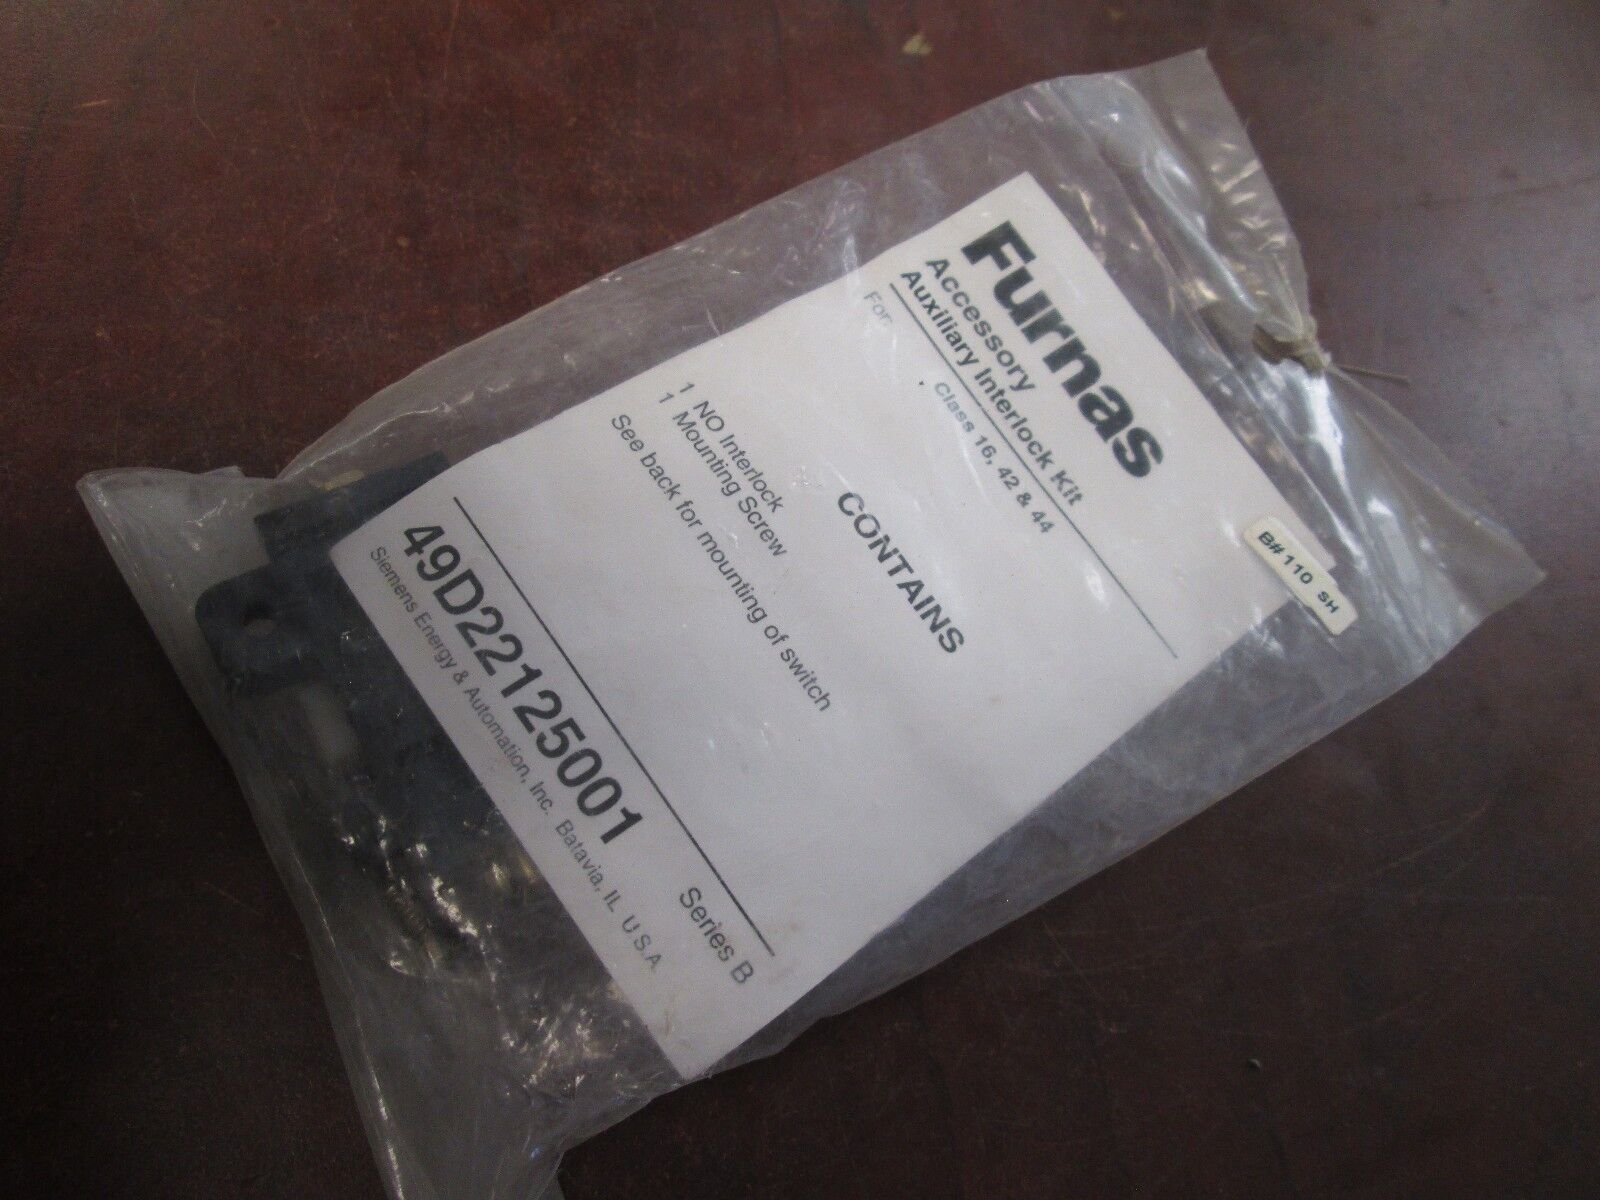 Furnas
Accessory
Auxiliary Interlock Kit
For: Class 16, 42 & 44
CONTAINS
1 NO Interlock
1 Mounting Screw
See back for mounting of switch
49D22125001 Series B
Siemens Energy & Automation, Inc. Batavia, IL U.S.A.
B#110 SH